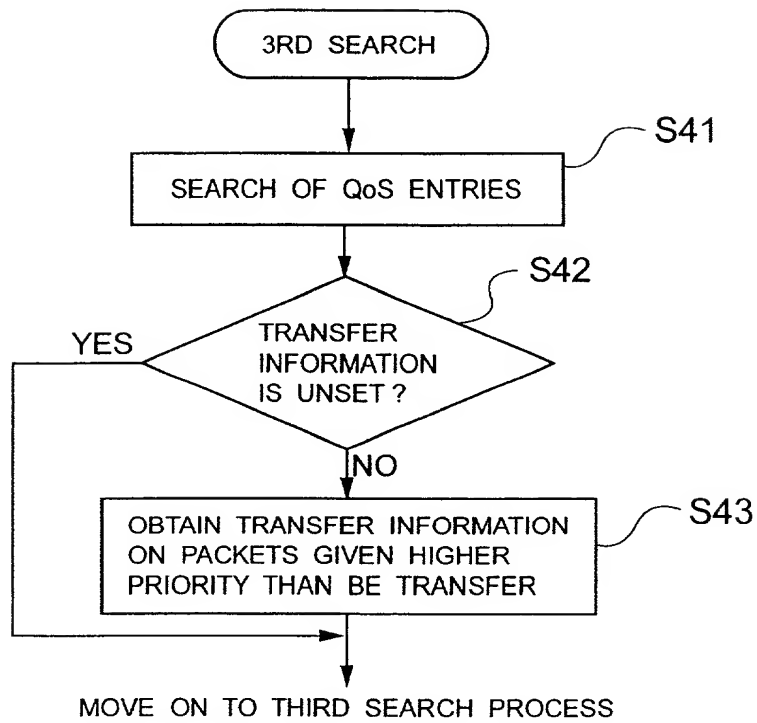 3RD SEARCH
S41
SEARCH OF QoS ENTRIES
S42
YES
TRANSFER
INFORMATION
IS UNSET?
NO
S43
OBTAIN TRANSFER INFORMATION
ON PACKETS GIVEN HIGHER
PRIORITY THAN BE TRANSFER
MOVE ON TO THIRD SEARCH PROCESS